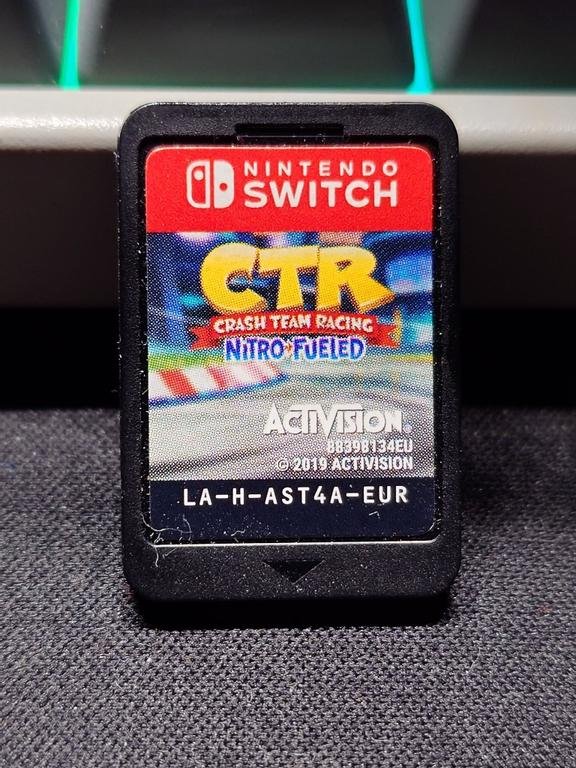 NINTENDO
SWITCH
CTR
CRASH TEAM RACING
NITRO FUELED
ACTIVISION®
88398134EU
© 2019 ACTIVISION
LA-H-AST4A-EUR